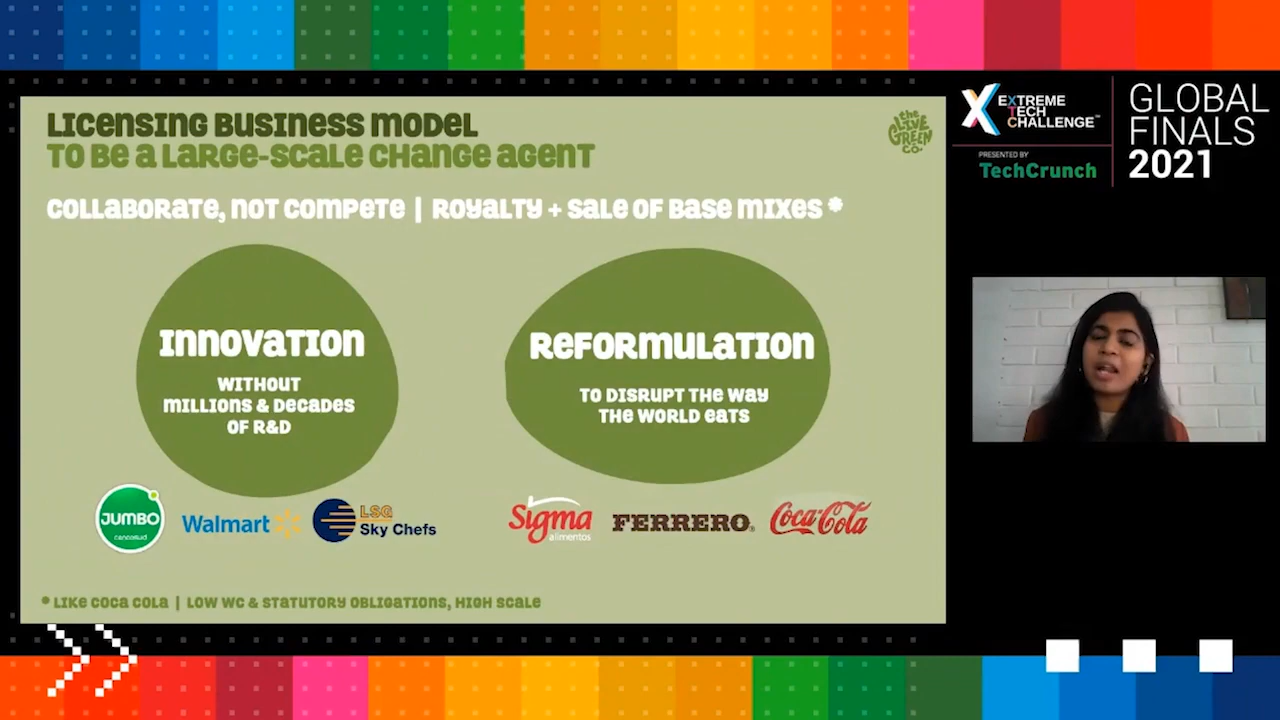 LICENSING BUSINESS MODEL
TO BE A LARGE-SCALE CHANGE AGENT
the
LIVE
GREEN
CO.
COLLABORATE, NOT COMPETE | ROYALTY + SALE OF BASE MIXES *
INNOVATION
WITHOUT
MILLIONS & DECADES
OF R&D
REFORMULATION
TO DISRUPT THE WAY
THE WORLD EATS
JUMBO
cencosud
Walmart
LSG
Sky Chefs
Sigma
alimentos
FERRERO
Coca-Cola
* LIKE COCA COLA | LOW WC & STATUTORY OBLIGATIONS, HIGH SCALE
X EXTREME
TECH
CHALLENGE™
PRESENTED BY
TechCrunch
GLOBAL
FINALS
2021